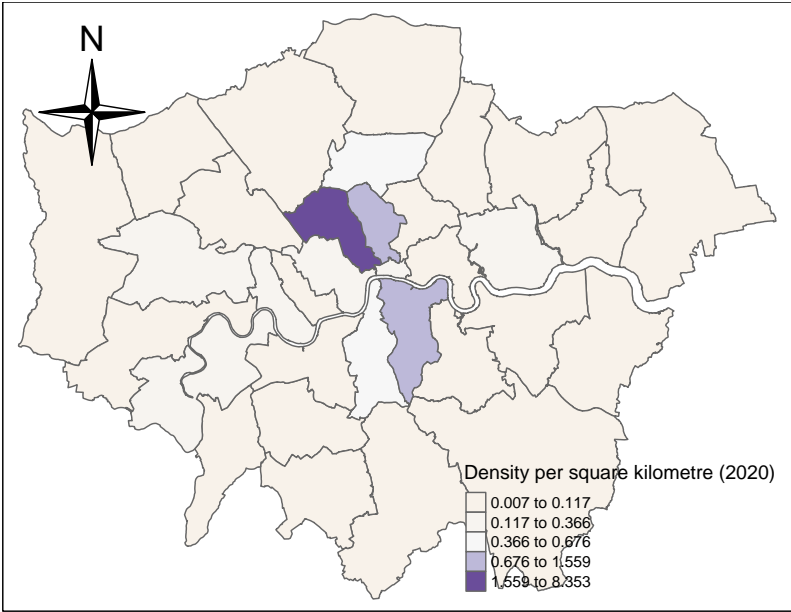 N
Density per square kilometre (2020)
0.007 to 0.117
0.117 to 0.366
0.366 to 0.676
0.676 to 1.559
1.559 to 8.353